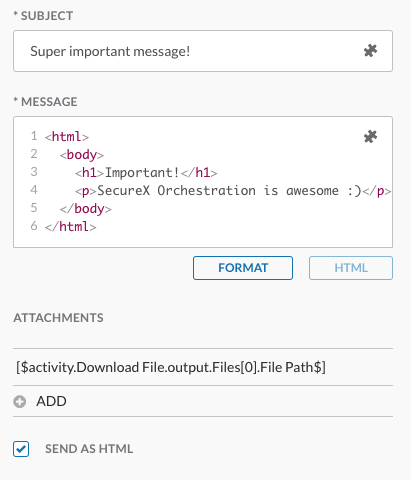 * SUBJECT
Super important message!
* MESSAGE
1 <html>
2   <body>
3     <h1>Important!</h1>
4     <p>SecureX Orchestration is awesome :)</p>
5   </body>
6 </html>
FORMAT HTML
ATTACHMENTS
[$activity.Download File.output.Files[0].File Path$]
ADD
SEND AS HTML